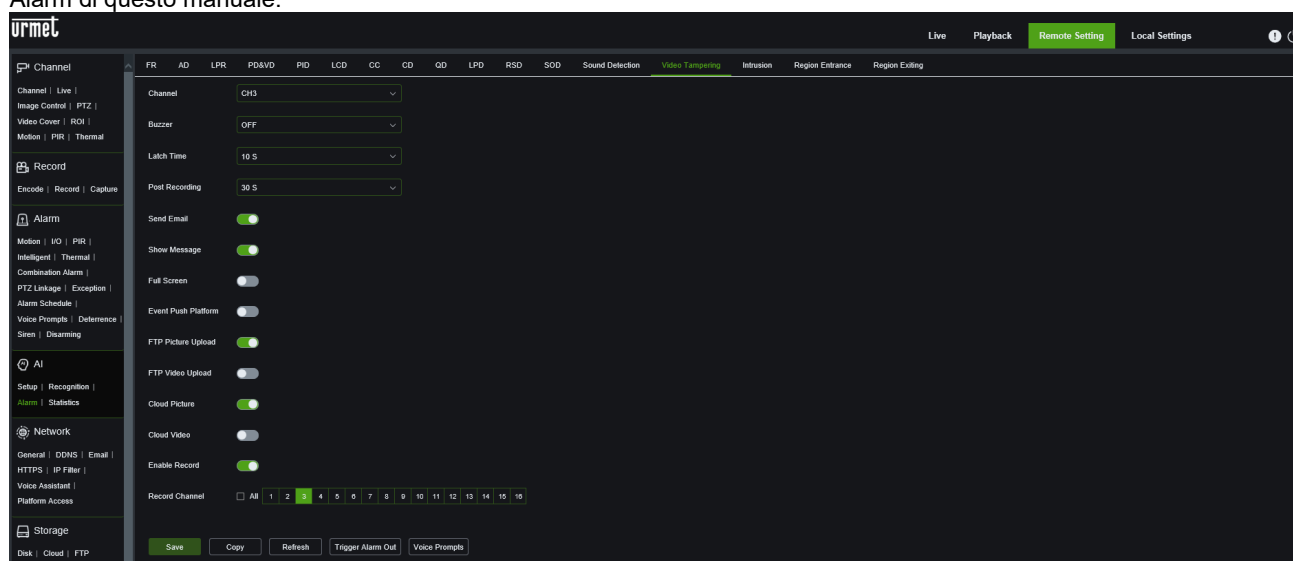 Alarm di questo manuale.
urmet
Live Playback Remote Setting Local Settings
Channel
Channel | Live |
Image Control | PTZ |
Video Cover | ROI |
Motion | PIR | Thermal
Record
Encode | Record | Capture
Alarm
Motion | I/O | PIR |
Intelligent | Thermal |
Combination Alarm |
PTZ Linkage | Exception |
Alarm Schedule |
Voice Prompts | Deterrence |
Siren | Disarming
AI
Setup | Recognition |
Alarm | Statistics
Network
General | DDNS | Email |
HTTPS | IP Filter |
Voice Assistant |
Platform Access
Storage
Disk | Cloud | FTP
FR AD LPR PD&VD PID LCD CC CD QD LPD RSD SOD Sound Detection Video Tampering Intrusion Region Entrance Region Exiting
Channel CH3
Buzzer OFF
Latch Time 10 S
Post Recording 30 S
Send Email
Show Message
Full Screen
Event Push Platform
FTP Picture Upload
FTP Video Upload
Cloud Picture
Cloud Video
Enable Record
Record Channel All 1 2 3 4 5 6 7 8 9 10 11 12 13 14 15 16
Save Copy Refresh Trigger Alarm Out Voice Prompts